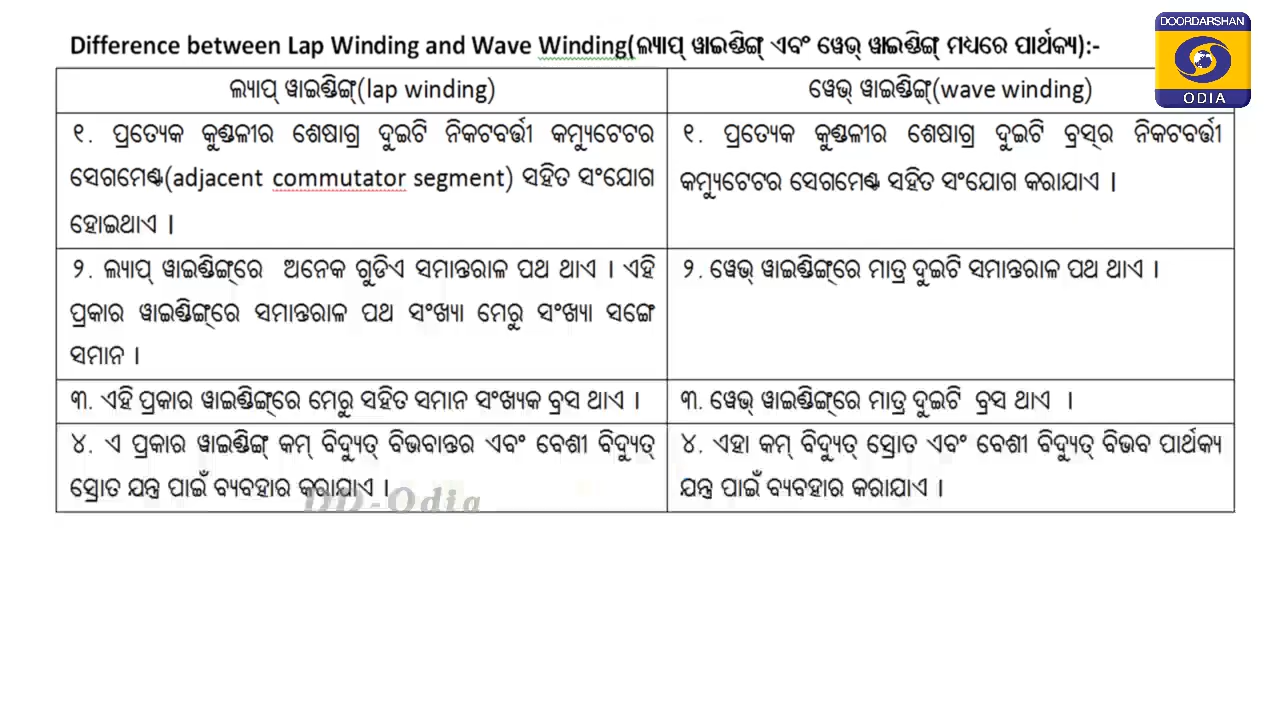 DOORDARSHAN
ODIA
Difference between Lap Winding and Wave Winding(ଲ୍ୟାପ୍ ୱାଇଣ୍ଡିଙ୍ଗ୍ ଏବଂ ୱେଭ୍ ୱାଇଣ୍ଡିଙ୍ଗ୍ ମଧ୍ୟରେ ପାର୍ଥକ୍ୟ):-
ଲ୍ୟାପ୍ ୱାଇଣ୍ଡିଙ୍ଗ୍(lap winding)
ୱେଭ୍ ୱାଇଣ୍ଡିଙ୍ଗ୍(wave winding)
୧. ପ୍ରତ୍ୟେକ କୁଣ୍ଡଳୀର ଶେଷାଗ୍ର ଦୁଇଟି ନିକଟବର୍ତ୍ତୀ କମ୍ୟୁଟେଟର
ସେଗମେଣ୍ଟ(adjacent commutator segment) ସହିତ ସଂଯୋଗ
ହୋଇଥାଏ ।
୧. ପ୍ରତ୍ୟେକ କୁଣ୍ଡଳୀର ଶେଷାଗ୍ର ଦୁଇଟି ବ୍ରସ୍‌ର ନିକଟବର୍ତ୍ତୀ
କମ୍ୟୁଟେଟର ସେଗମେଣ୍ଟ ସହିତ ସଂଯୋଗ କରାଯାଏ ।
୨. ଲ୍ୟାପ୍ ୱାଇଣ୍ଡିଙ୍ଗ୍‌ରେ ଅନେକ ଗୁଡିଏ ସମାନ୍ତରାଳ ପଥ ଥାଏ । ଏହି
ପ୍ରକାର ୱାଇଣ୍ଡିଙ୍ଗ୍‌ରେ ସମାନ୍ତରାଳ ପଥ ସଂଖ୍ୟା ମେରୁ ସଂଖ୍ୟା ସଙ୍ଗେ
ସମାନ ।
୨. ୱେଭ୍ ୱାଇଣ୍ଡିଙ୍ଗ୍‌ରେ ମାତ୍ର ଦୁଇଟି ସମାନ୍ତରାଳ ପଥ ଥାଏ ।
୩. ଏହି ପ୍ରକାର ୱାଇଣ୍ଡିଙ୍ଗ୍‌ରେ ମେରୁ ସହିତ ସମାନ ସଂଖ୍ୟକ ବ୍ରସ ଥାଏ ।
୩. ୱେଭ୍ ୱାଇଣ୍ଡିଙ୍ଗ୍‌ରେ ମାତ୍ର ଦୁଇଟି ବ୍ରସ ଥାଏ ।
୪. ଏ ପ୍ରକାର ୱାଇଣ୍ଡିଙ୍ଗ୍ କମ୍ ବିଦ୍ୟୁତ୍ ବିଭବାନ୍ତର ଏବଂ ବେଶୀ ବିଦ୍ୟୁତ୍
ସ୍ରୋତ ଯନ୍ତ୍ର ପାଇଁ ବ୍ୟବହାର କରାଯାଏ ।
୪. ଏହା କମ୍ ବିଦ୍ୟୁତ୍ ସ୍ରୋତ ଏବଂ ବେଶୀ ବିଦ୍ୟୁତ୍ ବିଭବ ପାର୍ଥକ୍ୟ
ଯନ୍ତ୍ର ପାଇଁ ବ୍ୟବହାର କରାଯାଏ ।
DD-Odia